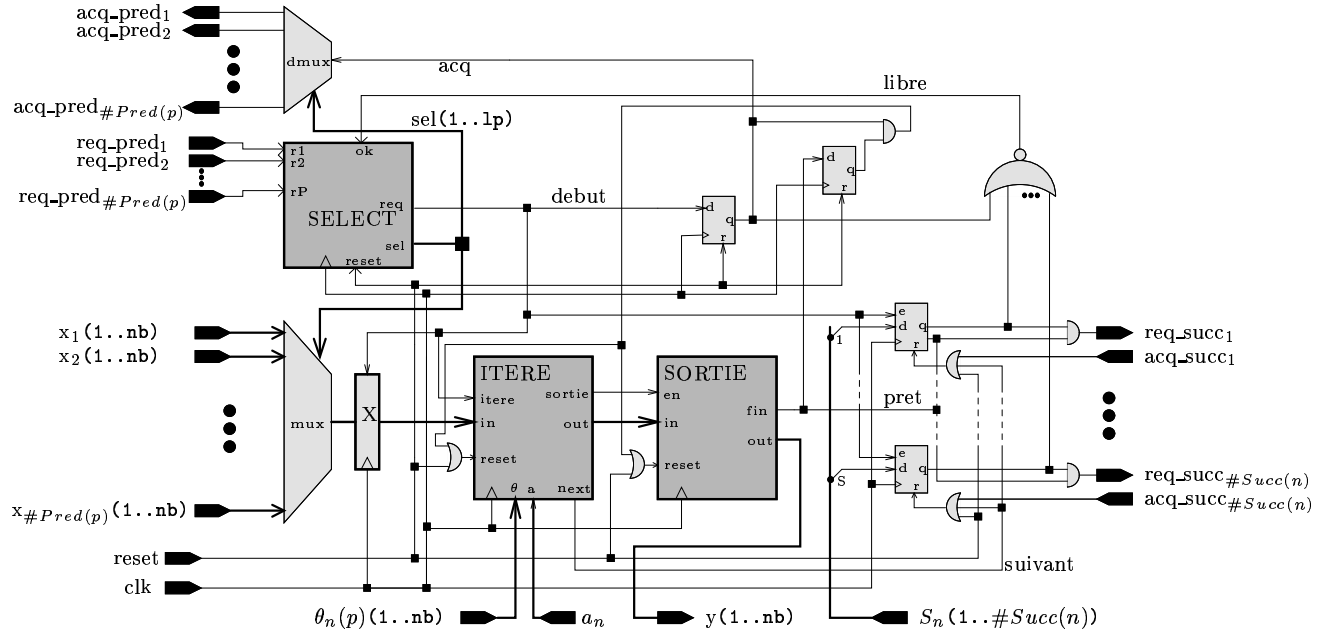 acq_pred1
acq_pred2
acq_pred#Pred(p)
dmux
acq
libre
sel(1..lp)
req_pred1
req_pred2
req_pred#Pred(p)
r1
r2
rP
ok
req
SELECT
sel
reset
debut
d
q
r
d
q
r
x1(1..nb)
x2(1..nb)
x#Pred(p)(1..nb)
mux
X
ITERE
itere
sortie
in
out
reset
θ
a
next
SORTIE
en
fin
in
out
reset
pret
e
d
q
r
1
req_succ1
acq_succ1
e
d
q
r
S
req_succ#Succ(n)
acq_succ#Succ(n)
reset
suivant
clk
θn(p)(1..nb)
an
y(1..nb)
Sn(1..#Succ(n))